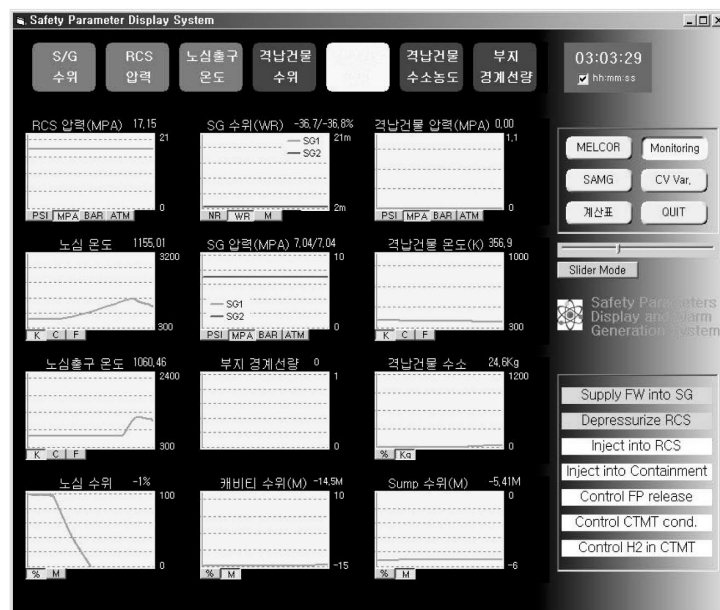 Safety Parameter Display System
S/G 수위
RCS 압력
노심출구 온도
격납건물 수위
격납건물 수소농도
부지 경계선량
03:03:29
hh:mm:ss
RCS 압력(MPA) 17,15
21
0
PSI MPA BAR ATM
SG 수위(WR) -36.7/-36,8%
21m
SG1
SG2
2m
NR WR M
격납건물 압력(MPA) 0,00
1,1
0
PSI MPA BAR ATM
MELCOR
Monitoring
SAMG
CV Var,
계산표
QUIT
노심 온도 1155,01
3200
300
K C F
SG 압력(MPA) 7,04/7,04
10
SG1
SG2
0
PSI MPA BAR ATM
격납건물 온도(K) 356,9
1000
300
K C F
Slider Mode
Safety Parameters
Display and Alarm
Generation System
노심출구 온도 1060,46
2400
300
K C F
부지 경계선량 0
1
0
격납건물 수소 24,6Kg
1200
0
% Kg
노심 수위 -1%
100
0
% M
캐비티 수위(M) -14,5M
10
-15
% M
Sump 수위(M) -5,41M
0
-6
% M
Supply FW into SG
Depressurize RCS
Inject into RCS
Inject into Containment
Control FP release
Control CTMT cond.
Control H2 in CTMT